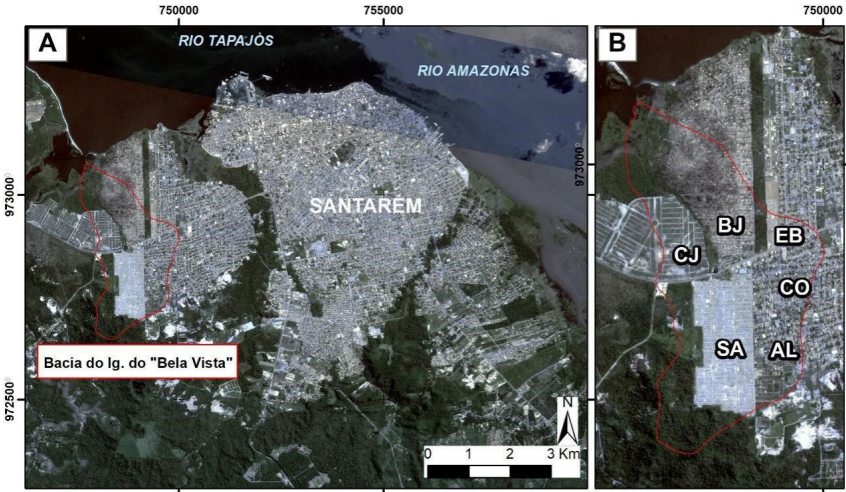 750000
755000
750000
A
B
RIO TAPAJÒS
RIO AMAZONAS
973000
973000
SANTARÉM
CJ
BJ
EB
CO
SA
AL
Bacia do Ig. do "Bela Vista"
972500
972500
N
0 1 2 3 Km